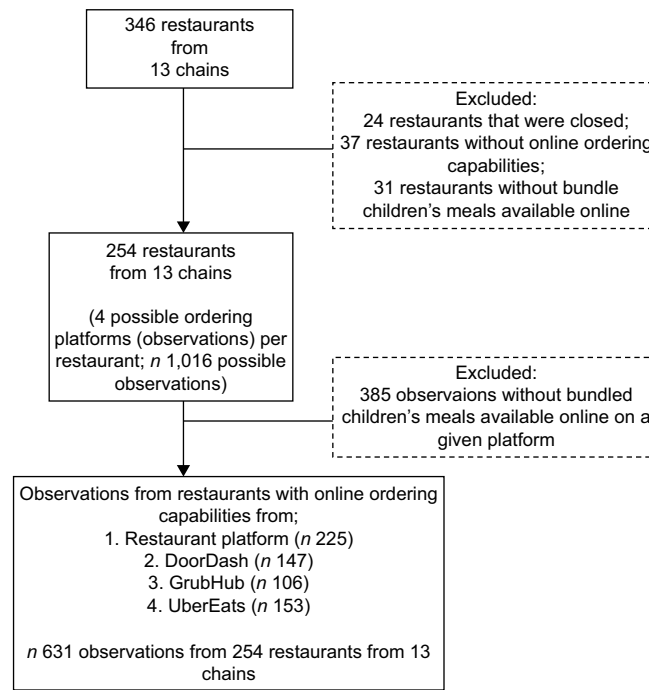 346 restaurants
from
13 chains
Excluded:
24 restaurants that were closed;
37 restaurants without online ordering
capabilities;
31 restaurants without bundle
children's meals available online
254 restaurants
from 13 chains
(4 possible ordering
platforms (observations) per
restaurant; n 1,016 possible
observations)
Excluded:
385 observaions without bundled
children's meals available online on a
given platform
Observations from restaurants with online ordering
capabilities from;
1. Restaurant platform (n 225)
2. DoorDash (n 147)
3. GrubHub (n 106)
4. UberEats (n 153)
n 631 observations from 254 restaurants from 13
chains